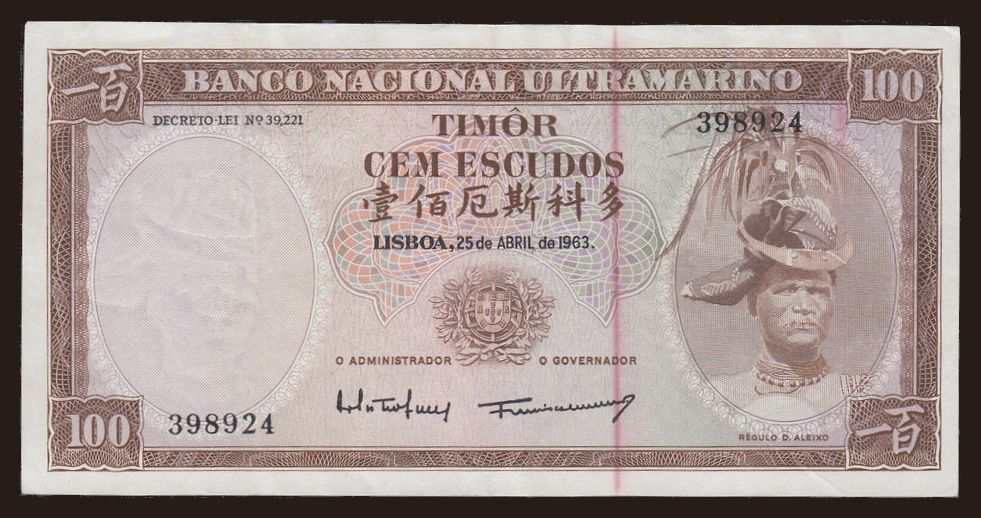 一百 BANCO NACIONAL ULTRAMARINO 100
DECRETO-LEI Nº 39,221
TIMÔR
398924
CEM ESCUDOS
壹佰厄斯科多
LISBOA, 25 de ABRIL de 1963.
O ADMINISTRADOR O GOVERNADOR
398924
RÉGULO D. ALEIXO
100 一百